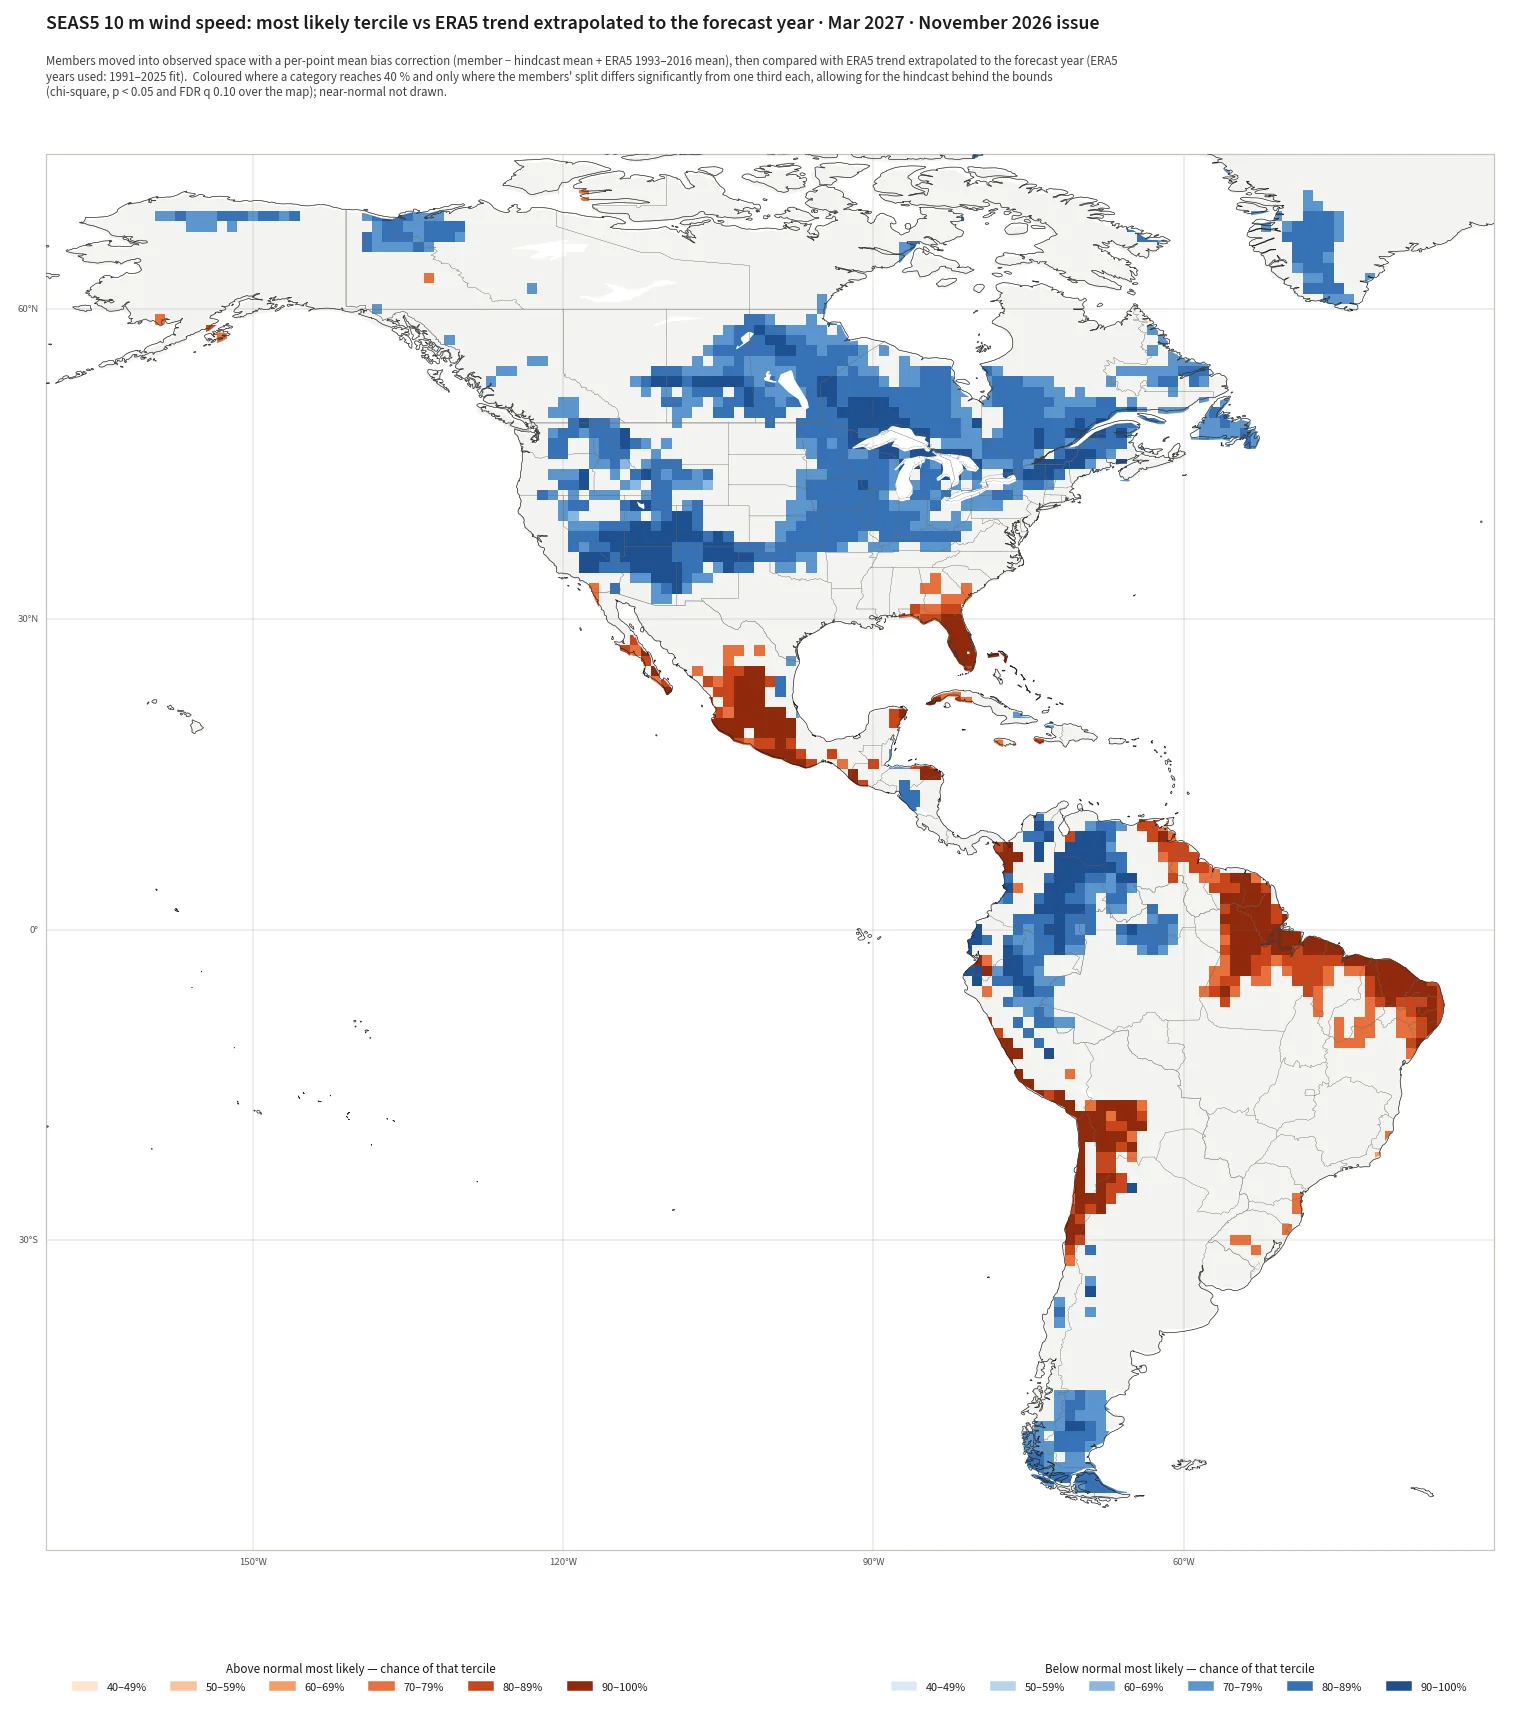 SEAS5 10 m wind speed: most likely tercile vs ERA5 trend extrapolated to the forecast year · Mar 2027 · November 2026 issue
Members moved into observed space with a per-point mean bias correction (member − hindcast mean + ERA5 1993–2016 mean), then compared with ERA5 trend extrapolated to the forecast year (ERA5
years used: 1991–2025 fit). Coloured where a category reaches 40 % and only where the members' split differs significantly from one third each, allowing for the hindcast behind the bounds
(chi-square, p < 0.05 and FDR q 0.10 over the map); near-normal not drawn.
60°N
30°N
0°
30°S
150°W
120°W
90°W
60°W
Above normal most likely — chance of that tercile
40–49%
50–59%
60–69%
70–79%
80–89%
90–100%
Below normal most likely — chance of that tercile
40–49%
50–59%
60–69%
70–79%
80–89%
90–100%